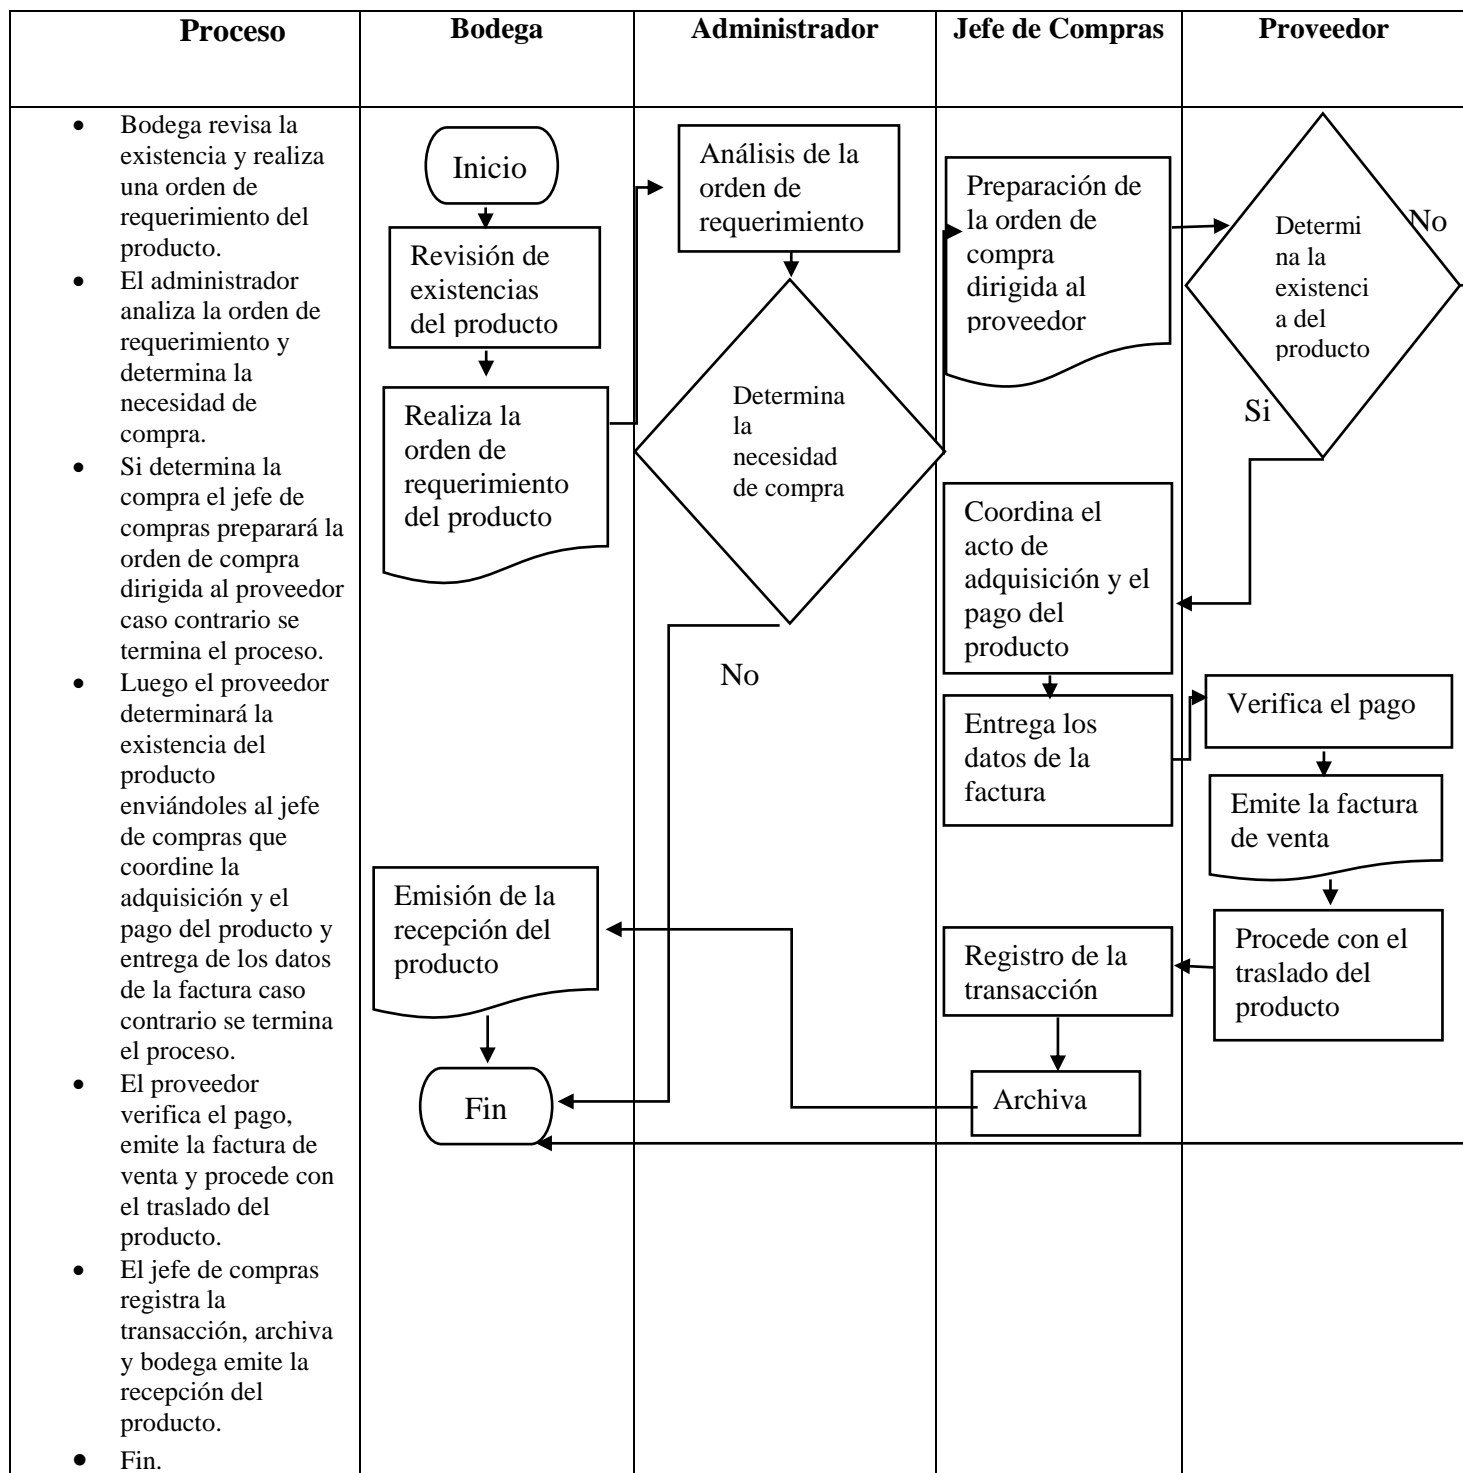 Proceso
Bodega
Administrador
Jefe de Compras
Proveedor
• Bodega revisa la
existencia y realiza
una orden de
requerimiento del
producto.
• El administrador
analiza la orden de
requerimiento y
determina la
necesidad de
compra.
• Si determina la
compra el jefe de
compras preparará la
orden de compra
dirigida al proveedor
caso contrario se
termina el proceso.
• Luego el proveedor
determinará la
existencia del
producto
enviándoles al jefe
de compras que
coordine la
adquisición y el
pago del producto y
entrega de los datos
de la factura caso
contrario se termina
el proceso.
• El proveedor
verifica el pago,
emite la factura de
venta y procede con
el traslado del
producto.
• El jefe de compras
registra la
transacción, archiva
y bodega emite la
recepción del
producto.
• Fin.
Inicio
Revisión de
existencias
del producto
Realiza la
orden de
requerimiento
del producto
Emisión de la
recepción del
producto
Fin
Análisis de la
orden de
requerimiento
Determina
la
necesidad
de compra
No
Preparación de
la orden de
compra
dirigida al
proveedor
Coordina el
acto de
adquisición y el
pago del
producto
Entrega los
datos de la
factura
Registro de la
transacción
Archiva
Determi
na la
existenci
a del
producto
No
Si
Verifica el pago
Emite la factura
de venta
Procede con el
traslado del
producto